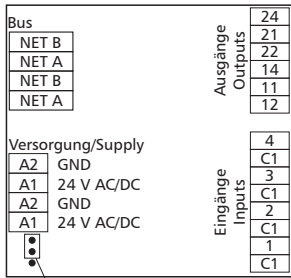 Bus
NET B
NET A
NET B
NET A
Versorgung/Supply
A2 GND
A1 24 V AC/DC
A2 GND
A1 24 V AC/DC
Ausgänge
Outputs
24
21
22
14
11
12
Eingänge
Inputs
4
C1
3
C1
2
C1
1
C1